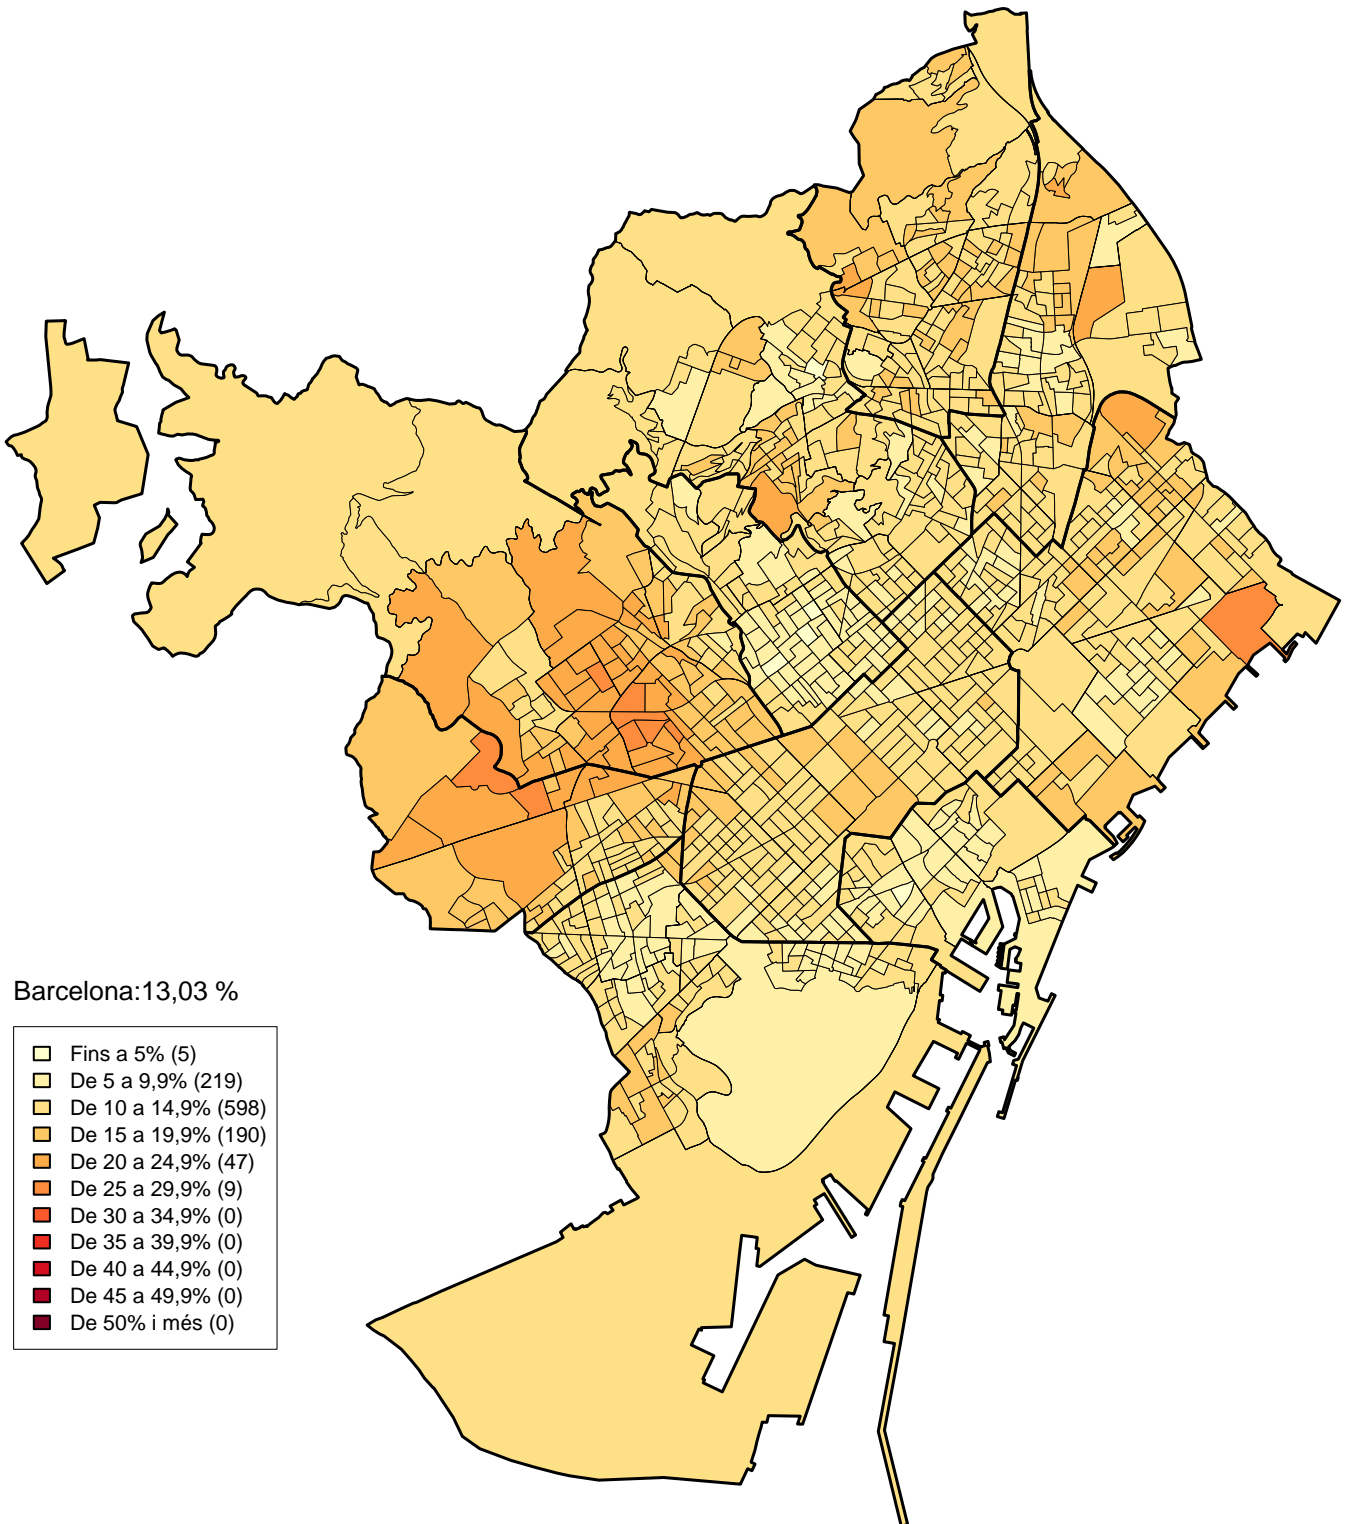 Barcelona:13,03 %
Fins a 5% (5)
De 5 a 9,9% (219)
De 10 a 14,9% (598)
De 15 a 19,9% (190)
De 20 a 24,9% (47)
De 25 a 29,9% (9)
De 30 a 34,9% (0)
De 35 a 39,9% (0)
De 40 a 44,9% (0)
De 45 a 49,9% (0)
De 50% i més (0)